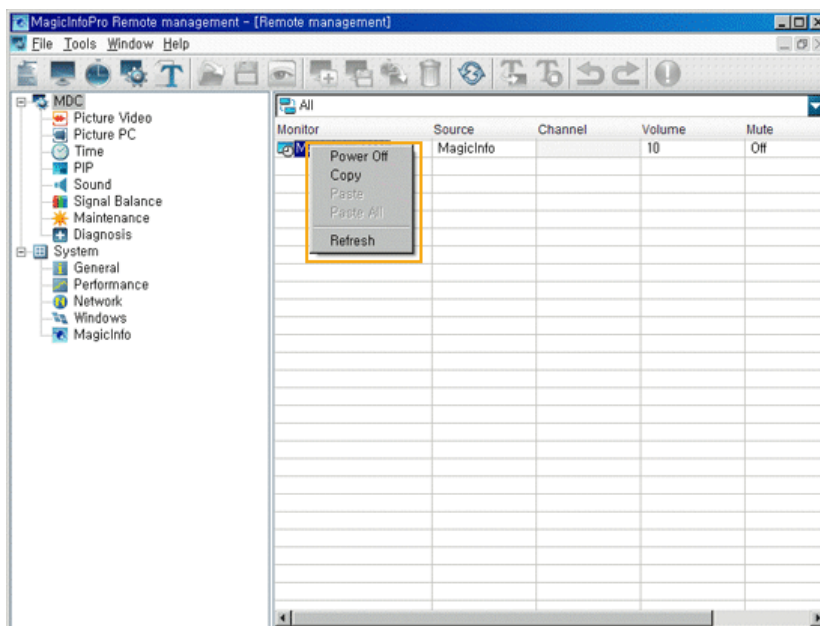 MagicInfoPro Remote management - [Remote management]
File Tools Window Help
MDC
Picture Video
Picture PC
Time
PIP
Sound
Signal Balance
Maintenance
Diagnosis
System
General
Performance
Network
Windows
MagicInfo
All
Monitor Source Channel Volume Mute
M MagicInfo 10 Off
Power Off
Copy
Paste
Paste All
Refresh